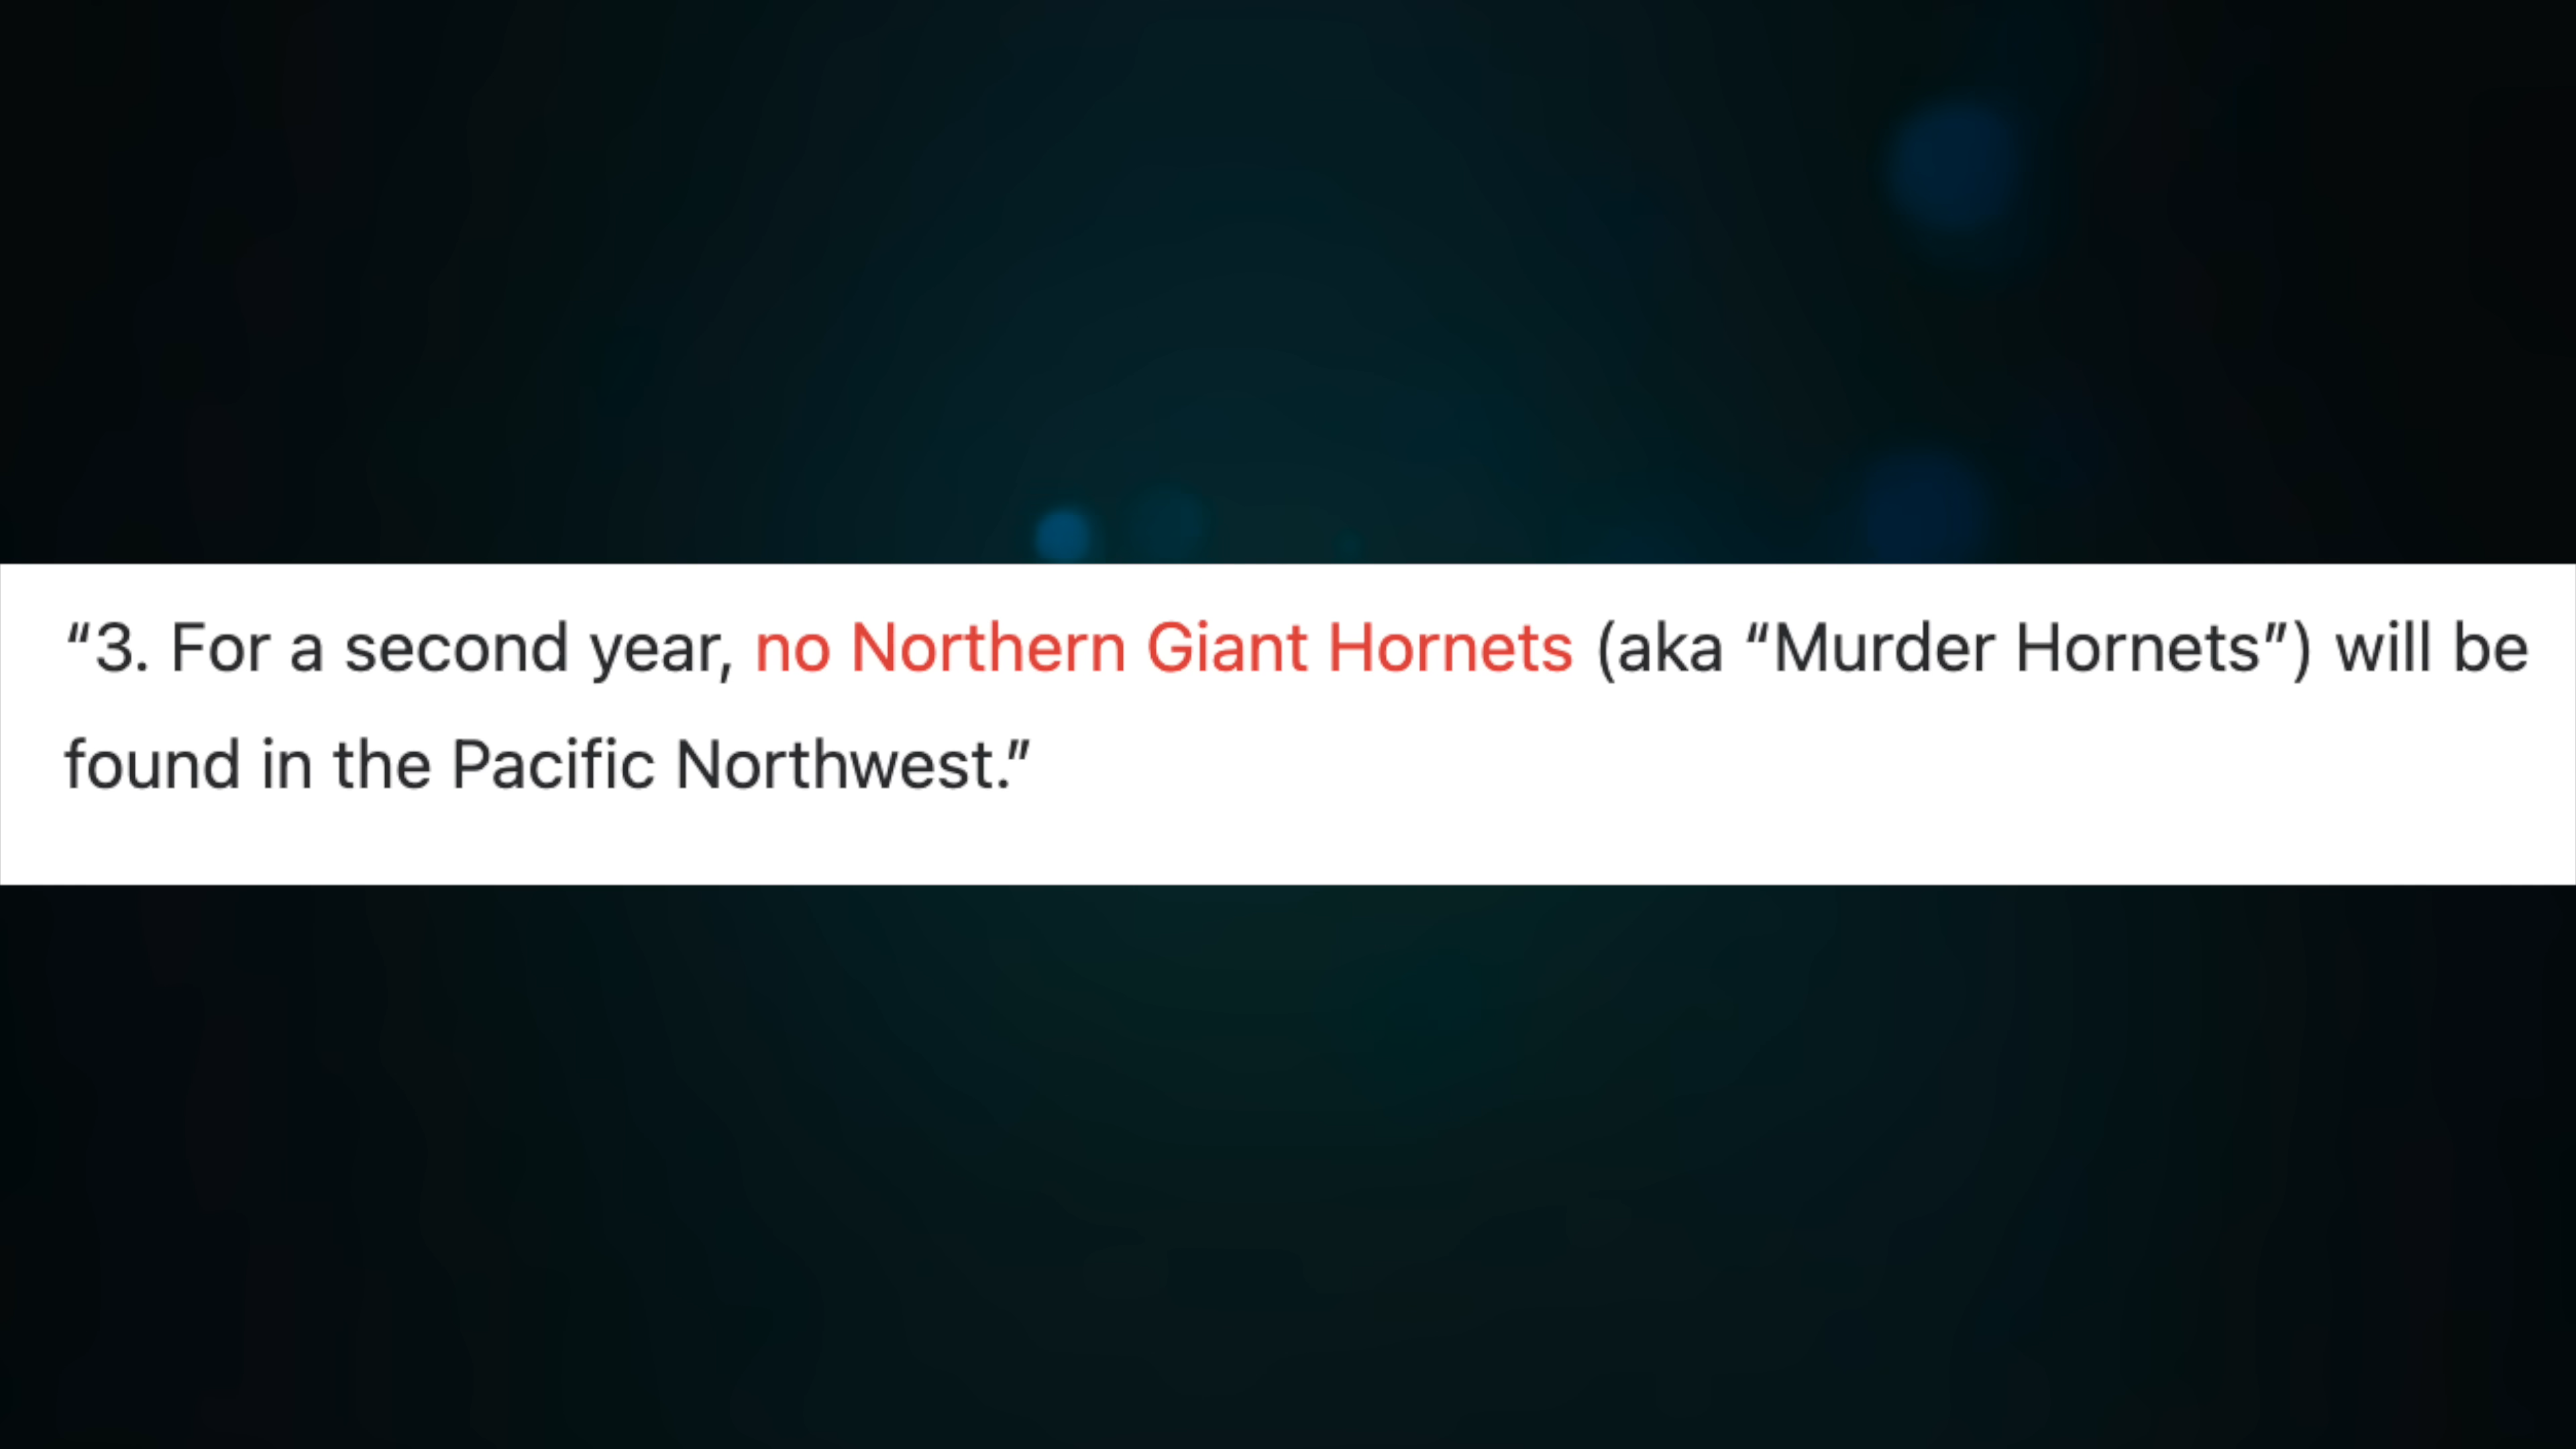 “3. For a second year, no Northern Giant Hornets (aka “Murder Hornets”) will be
found in the Pacific Northwest.”